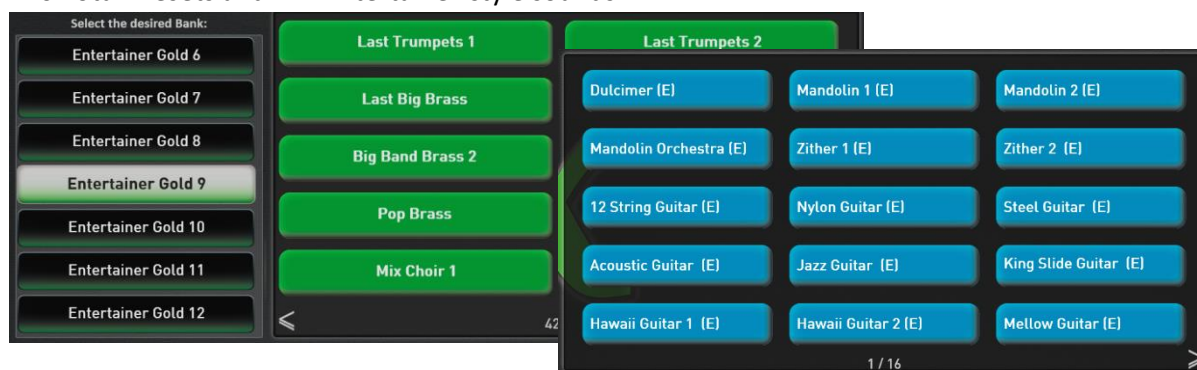 Select the desired Bank:
Entertainer Gold 6
Entertainer Gold 7
Entertainer Gold 8
Entertainer Gold 9
Entertainer Gold 10
Entertainer Gold 11
Entertainer Gold 12
Last Trumpets 1
Last Trumpets 2
Last Big Brass
Big Band Brass 2
Pop Brass
Mix Choir 1
42
Dulcimer (E)
Mandolin 1 (E)
Mandolin 2 (E)
Mandolin Orchestra (E)
Zither 1 (E)
Zither 2 (E)
12 String Guitar (E)
Nylon Guitar (E)
Steel Guitar (E)
Acoustic Guitar (E)
Jazz Guitar (E)
King Slide Guitar (E)
Hawaii Guitar 1 (E)
Hawaii Guitar 2 (E)
Mellow Guitar (E)
1 / 16